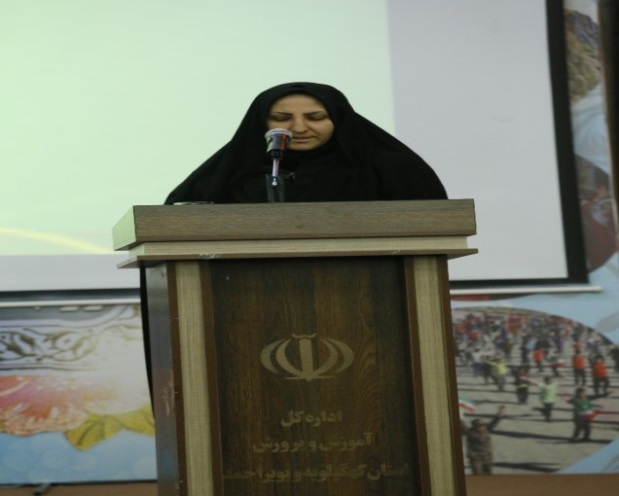 اداره کل
آموزش و پرورش
استان کهگیلویه و بویراحمد